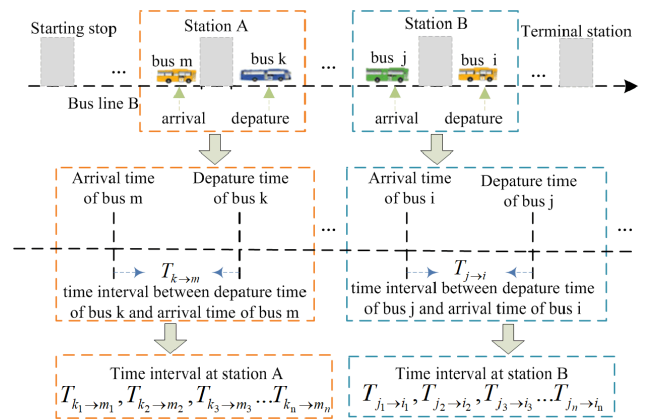 Starting stop
Station A
Station B
Terminal station
bus m
bus k
bus j
bus i
...
...
...
Bus line B
arrival
depature
arrival
depature
Arrival time
of bus m
Depature time
of bus k
Arrival time
of bus i
Depature time
of bus j
...
...
T_{k→m}
T_{j→i}
time interval between depature time
of bus k and arrival time of bus m
time interval between depature time
of bus j and arrival time of bus i
Time interval at station A
T_{k_1→m_1}, T_{k_2→m_2}, T_{k_3→m_3}...T_{k_n→m_n}
Time interval at station B
T_{j_1→i_1}, T_{j_2→i_2}, T_{j_3→i_3}...T_{j_n→i_n}